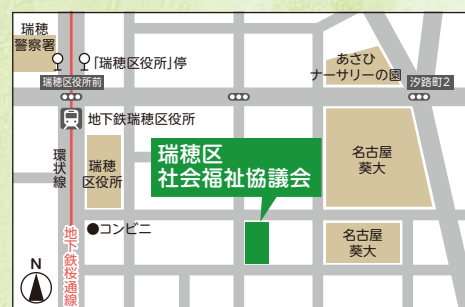 瑞穂
警察署
「瑞穂区役所」停
瑞穂区役所前
あさひ
ナーサリーの園
汐路町2
地下鉄瑞穂区役所
環状線
瑞穂
区役所
瑞穂区
社会福祉協議会
名古屋
葵大
●コンビニ
地下鉄桜通線
名古屋
葵大
N